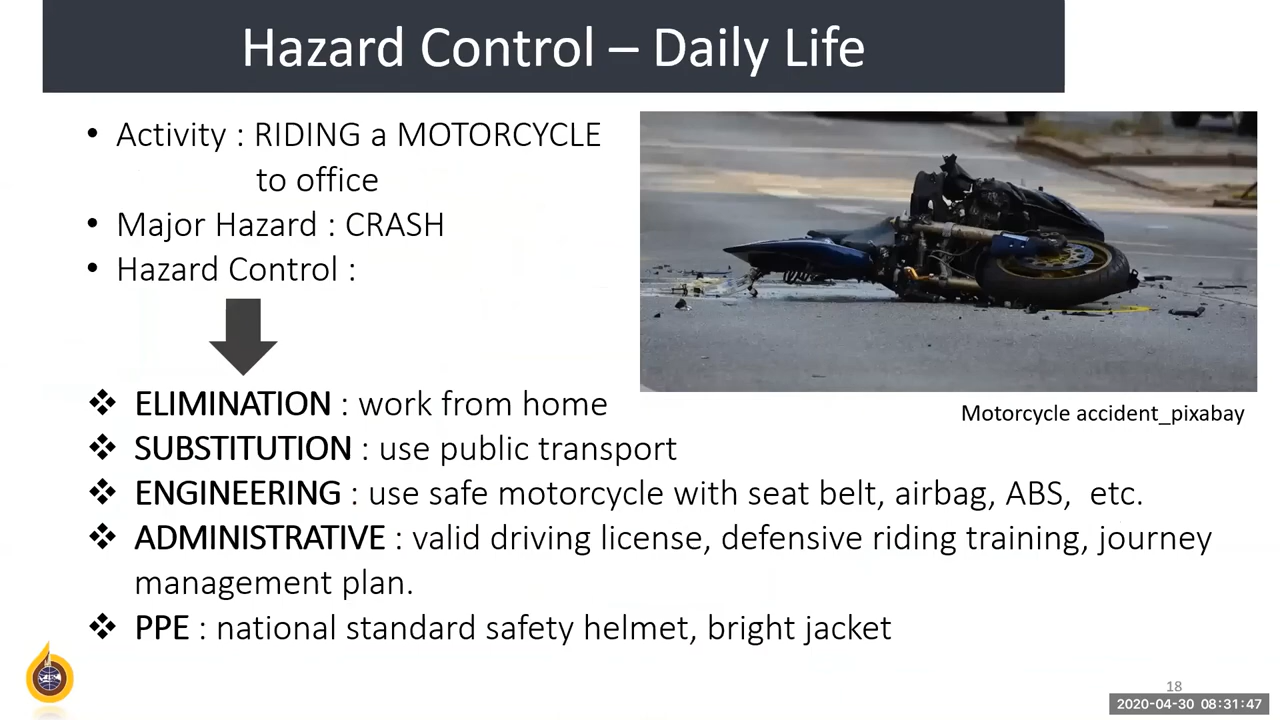 Hazard Control – Daily Life
• Activity : RIDING a MOTORCYCLE
to office
• Major Hazard : CRASH
• Hazard Control :
❖ ELIMINATION : work from home
Motorcycle accident_pixabay
❖ SUBSTITUTION : use public transport
❖ ENGINEERING : use safe motorcycle with seat belt, airbag, ABS, etc.
❖ ADMINISTRATIVE : valid driving license, defensive riding training, journey
management plan.
❖ PPE : national standard safety helmet, bright jacket
18
2020-04-30 08:31:47